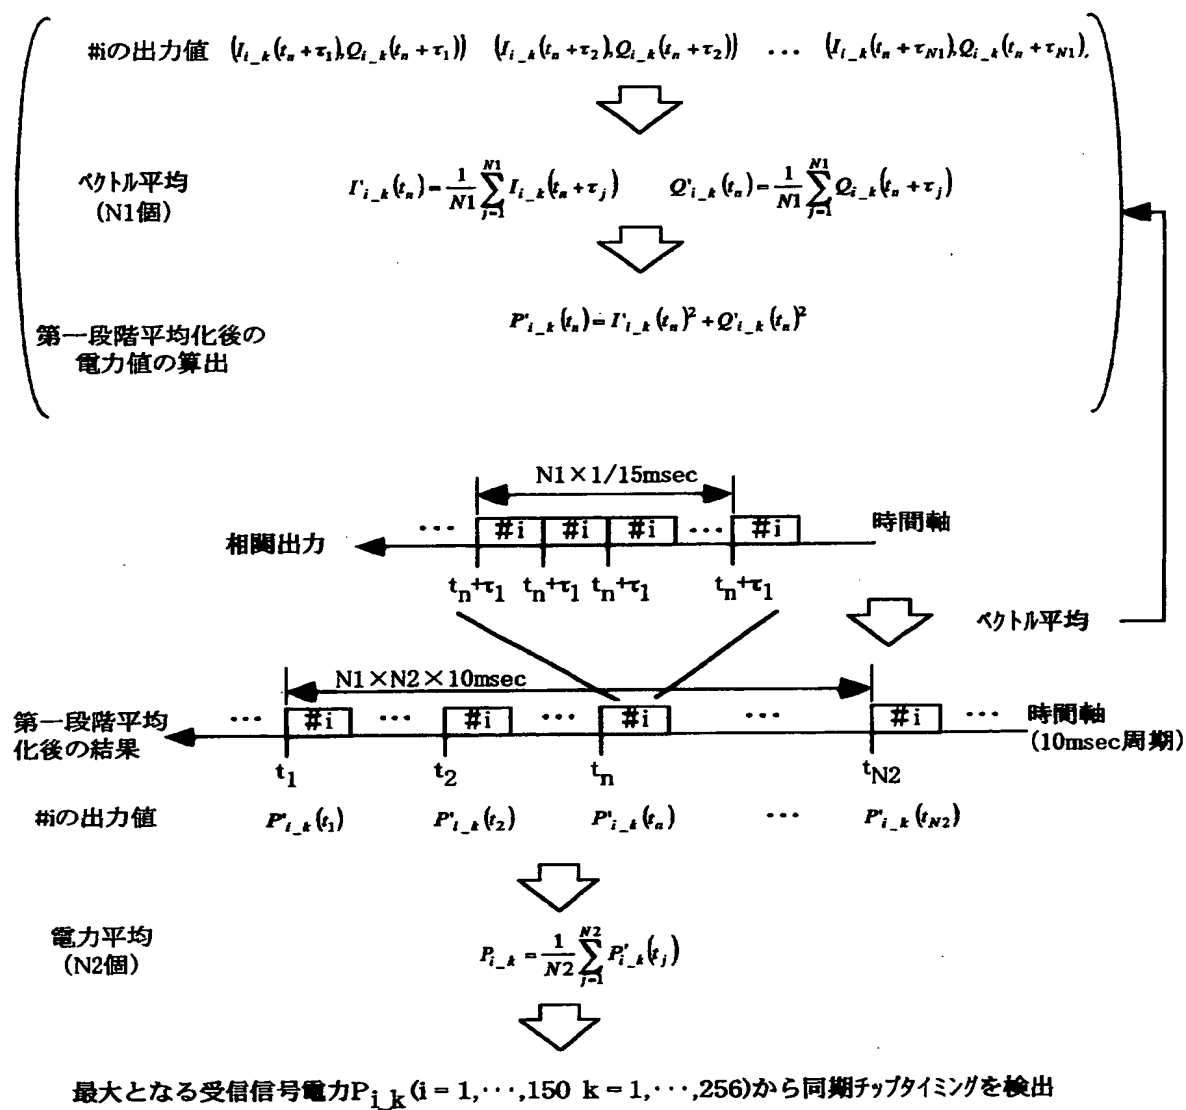 #iの出力値 (I_{i_k}(t_n+τ_1),Q_{i_k}(t_n+τ_1)) (I_{i_k}(t_n+τ_2),Q_{i_k}(t_n+τ_2)) ・・・ (I_{i_k}(t_n+τ_{N1}),Q_{i_k}(t_n+τ_{N1}),
ベクトル平均
(N1個)
I'_{i_k}(t_n)=\frac{1}{N1}\sum_{j=1}^{N1}I_{i_k}(t_n+τ_j) Q'_{i_k}(t_n)=\frac{1}{N1}\sum_{j=1}^{N1}Q_{i_k}(t_n+τ_j)
第一段階平均化後の
電力値の算出
P'_{i_k}(t_n)=I'_{i_k}(t_n)^2+Q'_{i_k}(t_n)^2
N1×1/15msec
・・・ #i #i #i ・・・ #i 時間軸
相関出力
t_n+τ_1 t_n+τ_1 t_n+τ_1 t_n+τ_1
ベクトル平均
N1×N2×10msec
第一段階平均
化後の結果
・・・ #i ・・・ #i ・・・ #i ・・・ #i ・・・ 時間軸
(10msec周期)
t_1 t_2 t_n t_{N2}
#iの出力値 P'_{i_k}(t_1) P'_{i_k}(t_2) P'_{i_k}(t_n) ・・・ P'_{i_k}(t_{N2})
電力平均
(N2個)
P_{i_k}=\frac{1}{N2}\sum_{j=1}^{N2}P'_{i_k}(t_j)
最大となる受信信号電力P_{i_k}(i = 1,・・・,150 k = 1,・・・,256)から同期チップタイミングを検出